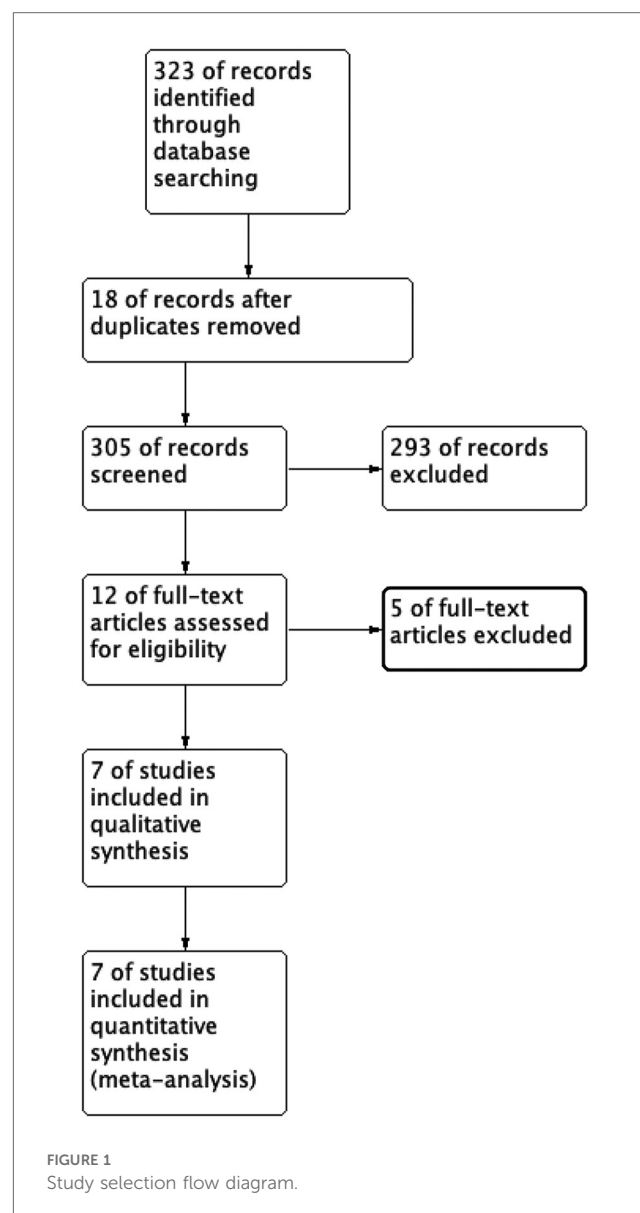 323 of records
identified
through
database
searching
18 of records after
duplicates removed
305 of records
screened
293 of records
excluded
12 of full-text
articles assessed
for eligibility
5 of full-text
articles excluded
7 of studies
included in
qualitative
synthesis
7 of studies
included in
quantitative
synthesis
(meta-analysis)
FIGURE 1
Study selection flow diagram.